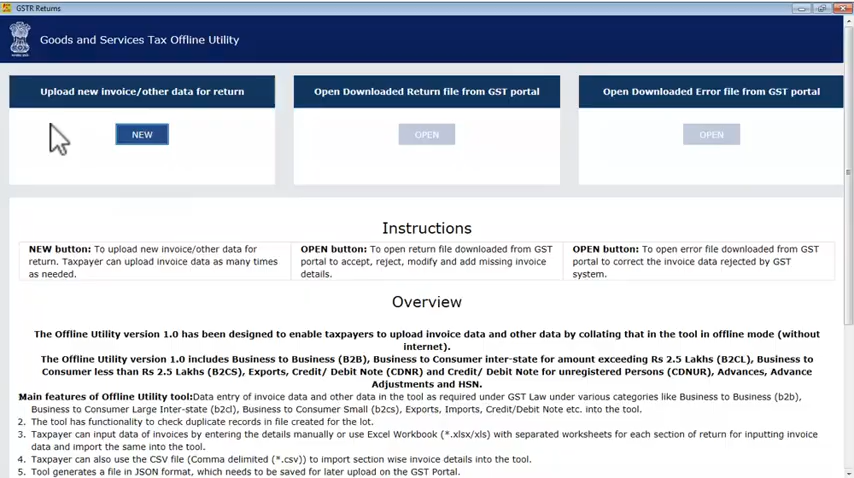 GSTR Returns
Goods and Services Tax Offline Utility
Upload new invoice/other data for return
Open Downloaded Return file from GST portal
Open Downloaded Error file from GST portal
NEW
OPEN
OPEN
Instructions
NEW button: To upload new invoice/other data for
return. Taxpayer can upload invoice data as many times
as needed.
OPEN button: To open return file downloaded from GST
portal to accept, reject, modify and add missing invoice
details.
OPEN button: To open error file downloaded from GST
portal to correct the invoice data rejected by GST
system.
Overview
The Offline Utility version 1.0 has been designed to enable taxpayers to upload invoice data and other data by collating that in the tool in offline mode (without
internet).
The Offline Utility version 1.0 includes Business to Business (B2B), Business to Consumer inter-state for amount exceeding Rs 2.5 Lakhs (B2CL), Business to
Consumer less than Rs 2.5 Lakhs (B2CS), Exports, Credit/ Debit Note (CDNR) and Credit/ Debit Note for unregistered Persons (CDNUR), Advances, Advance
Adjustments and HSN.
Main features of Offline Utility tool:Data entry of invoice data and other data in the tool as required under GST Law under various categories like Business to Business (b2b),
Business to Consumer Large Inter-state (b2cl), Business to Consumer Small (b2cs), Exports, Imports, Credit/Debit Note etc. into the tool.
2. The tool has functionality to check duplicate records in file created for the lot.
3. Taxpayer can input data of invoices by entering the details manually or use Excel Workbook (*.xlsx/xls) with separated worksheets for each section of return for inputting invoice
data and import the same into the tool.
4. Taxpayer can also use the CSV file (Comma delimited (*.csv)) to import section wise invoice details into the tool.
5. Tool generates a file in JSON format, which needs to be saved for later upload on the GST Portal.